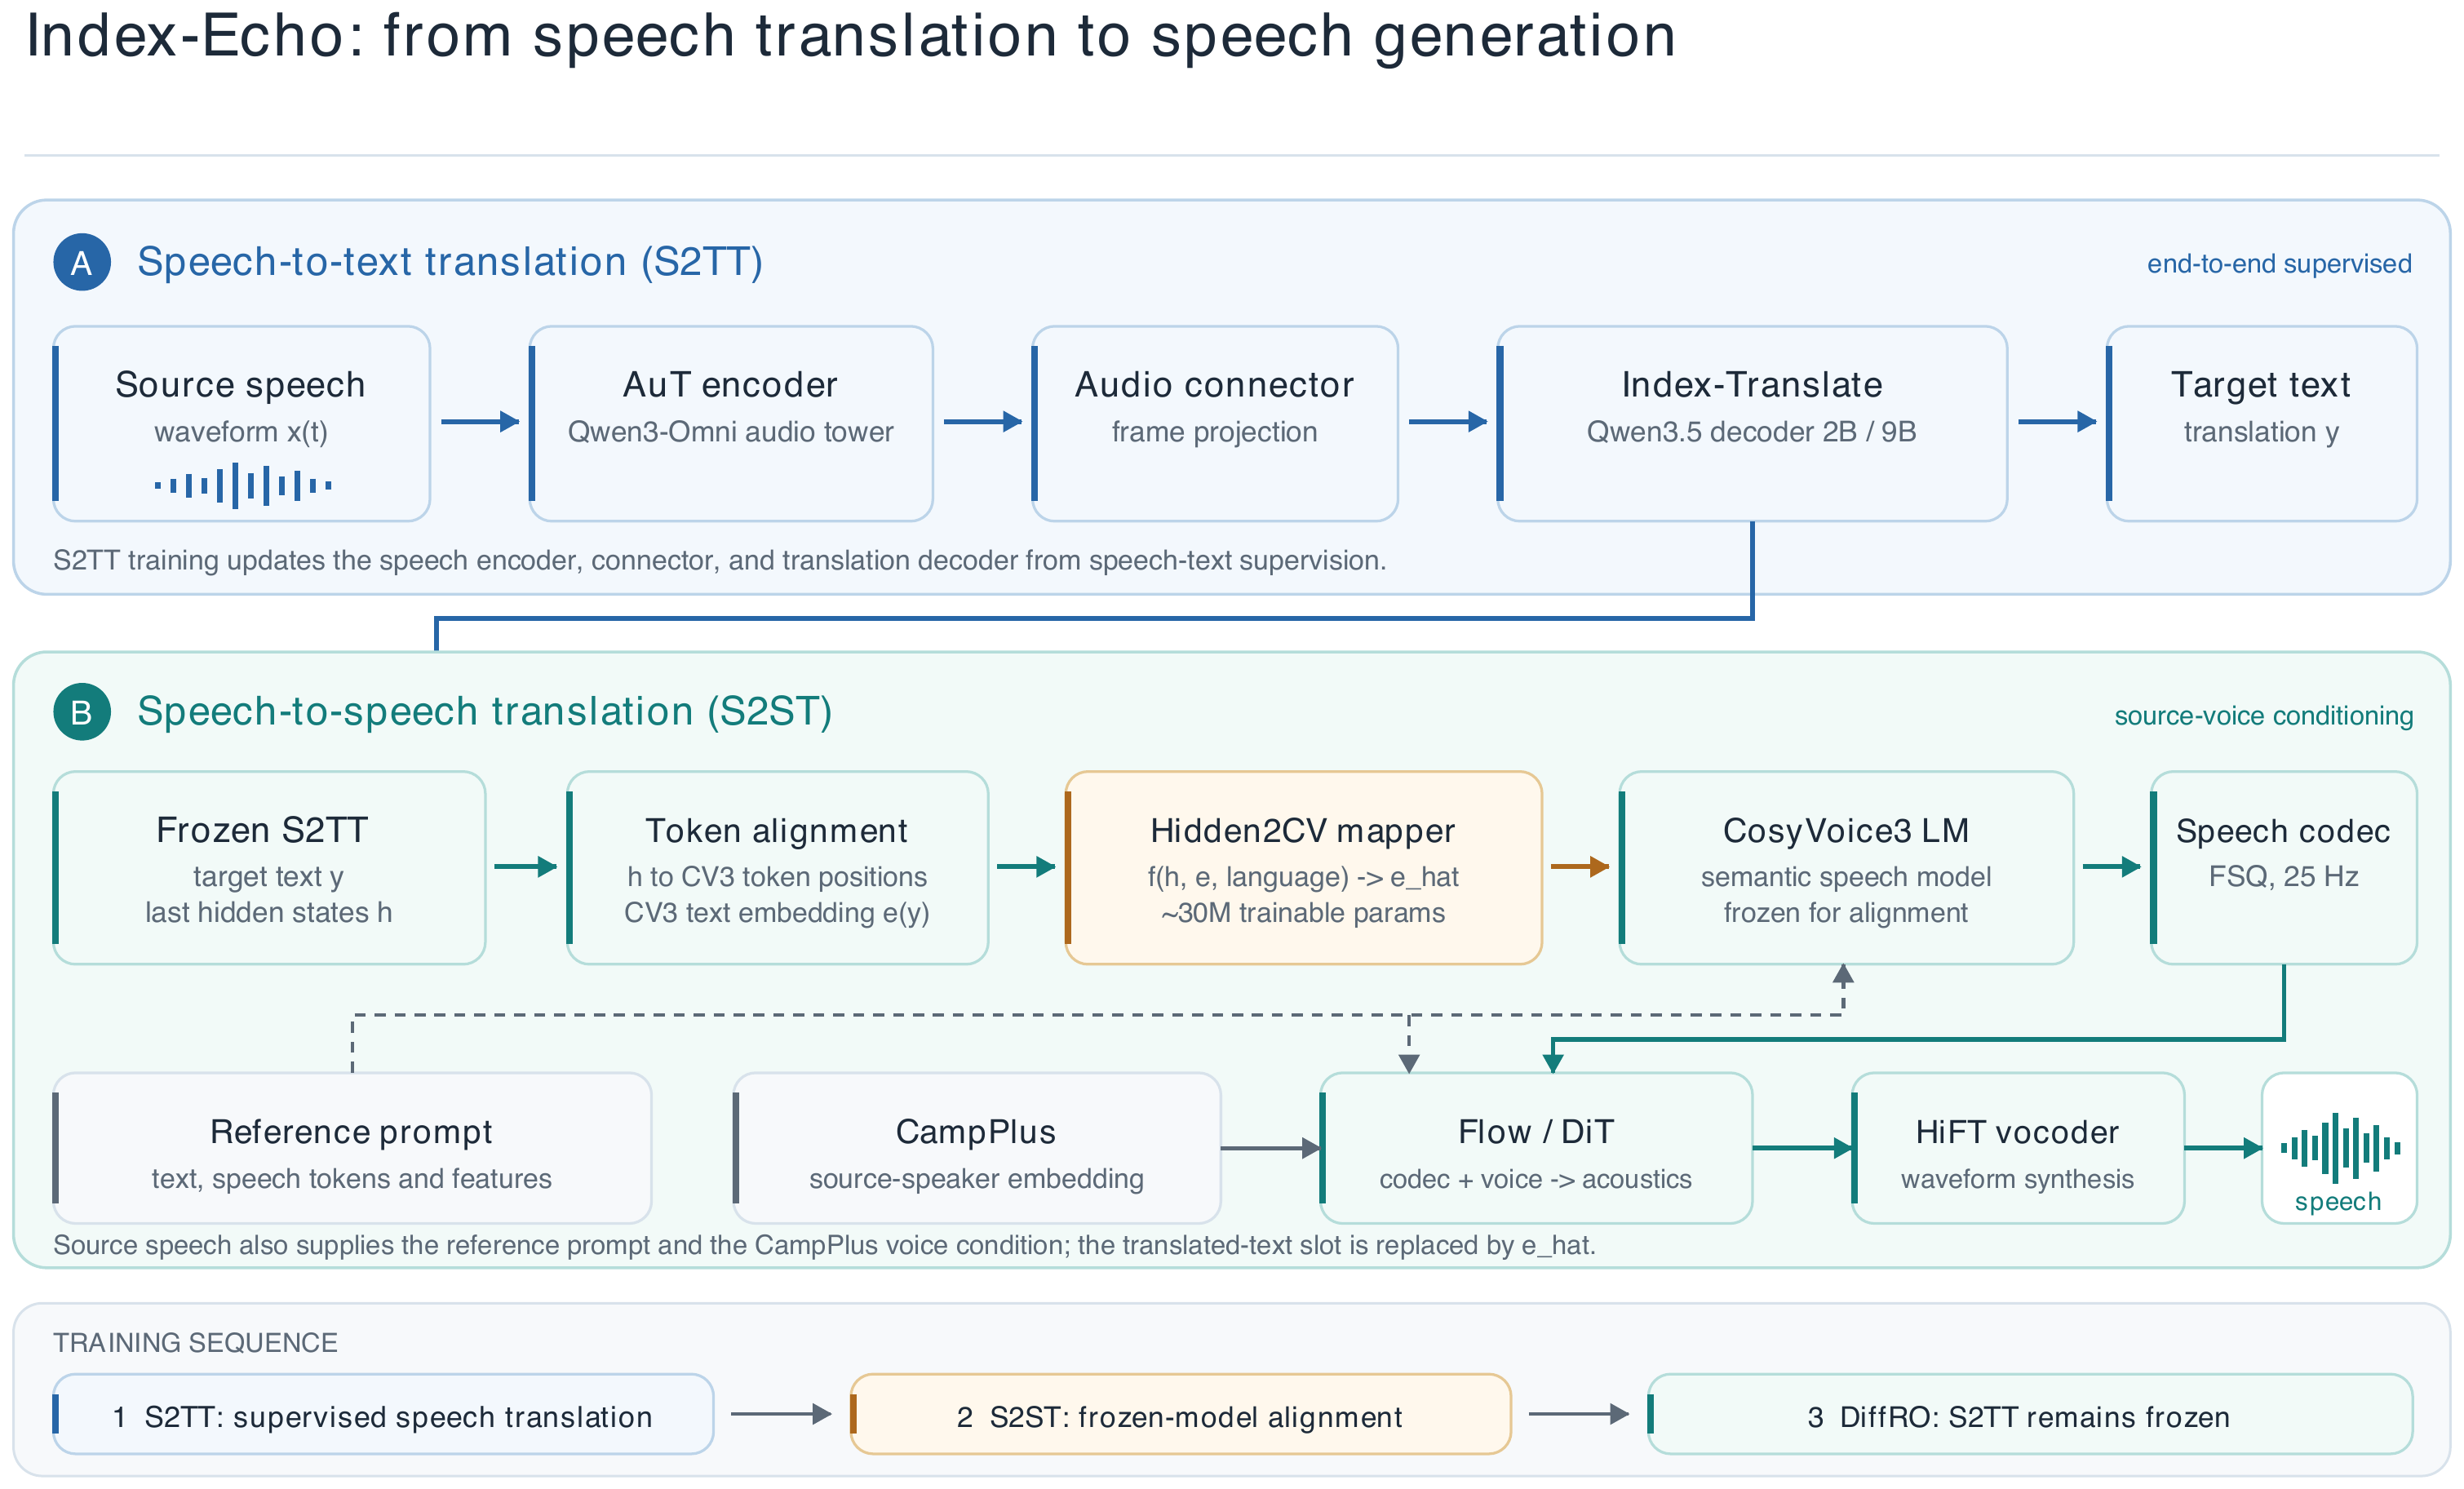 Index-Echo: from speech translation to speech generation
A
Speech-to-text translation (S2TT)
end-to-end supervised
Source speech
waveform x(t)
AuT encoder
Qwen3-Omni audio tower
Audio connector
frame projection
Index-Translate
Qwen3.5 decoder 2B / 9B
Target text
translation y
S2TT training updates the speech encoder, connector, and translation decoder from speech-text supervision.
B
Speech-to-speech translation (S2ST)
source-voice conditioning
Frozen S2TT
target text y
last hidden states h
Token alignment
h to CV3 token positions
CV3 text embedding e(y)
Hidden2CV mapper
f(h, e, language) -> e_hat
~30M trainable params
CosyVoice3 LM
semantic speech model
frozen for alignment
Speech codec
FSQ, 25 Hz
Reference prompt
text, speech tokens and features
CampPlus
source-speaker embedding
Flow / DiT
codec + voice -> acoustics
HiFT vocoder
waveform synthesis
speech
Source speech also supplies the reference prompt and the CampPlus voice condition; the translated-text slot is replaced by e_hat.
TRAINING SEQUENCE
1 S2TT: supervised speech translation
2 S2ST: frozen-model alignment
3 DiffRO: S2TT remains frozen